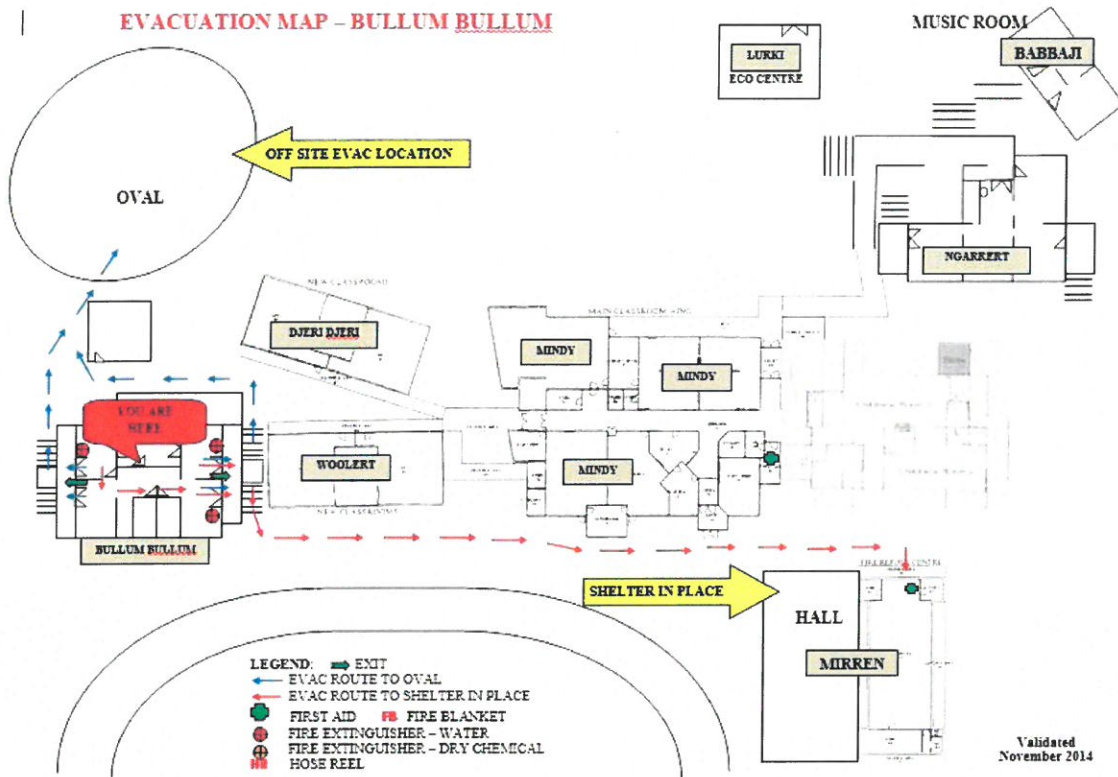 EVACUATION MAP – BULLUM BULLUM
MUSIC ROOM
BABBAJI
LURKI
ECO CENTRE
OFF SITE EVAC LOCATION
OVAL
NGARRERT
NEW CLASSROOMS
DJERI DJERI
MAIN CLASSROOM WING
MINDY
MINDY
YOU ARE
HERE
WOOLERT
MINDY
NEW CLASSROOMS
BULLUM BULLUM
SHELTER IN PLACE
HALL
MIRREN
LEGEND: EXIT
EVAC ROUTE TO OVAL
EVAC ROUTE TO SHELTER IN PLACE
FIRST AID FB FIRE BLANKET
FIRE EXTINGUISHER – WATER
FIRE EXTINGUISHER – DRY CHEMICAL
HR HOSE REEL
Validated
November 2014